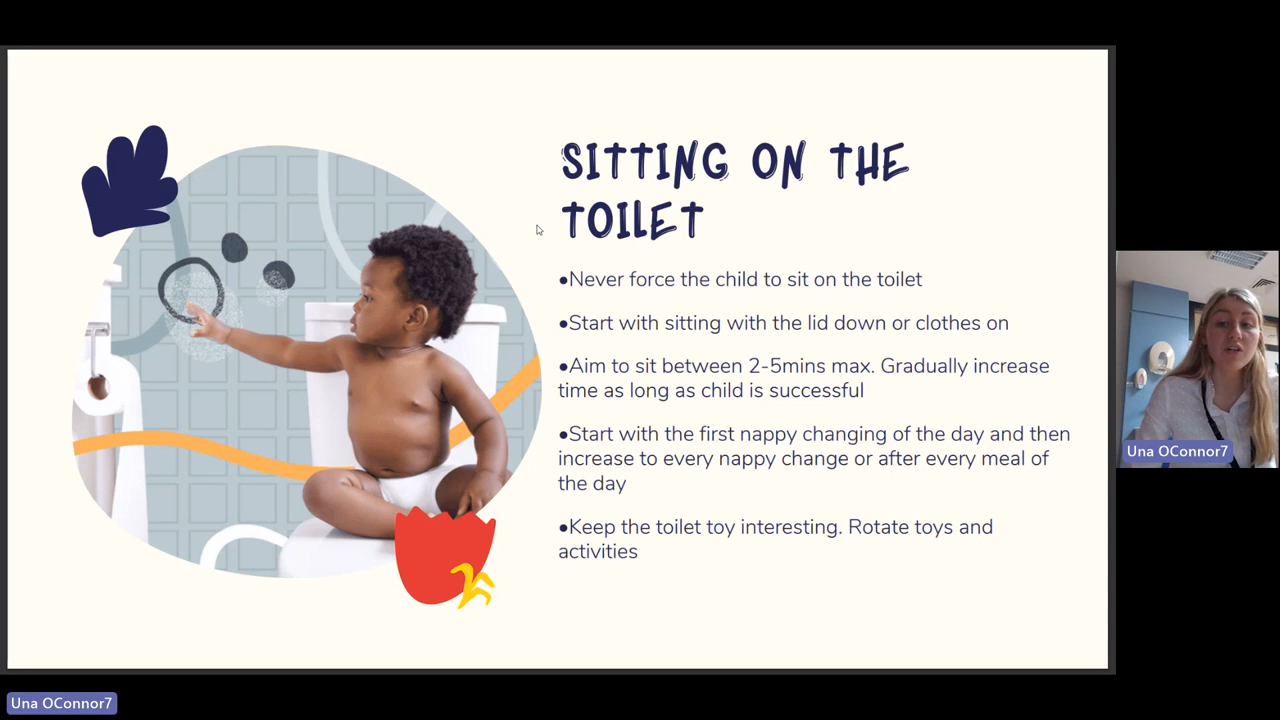 SITTING ON THE
TOILET
•Never force the child to sit on the toilet
•Start with sitting with the lid down or clothes on
•Aim to sit between 2-5mins max. Gradually increase
time as long as child is successful
•Start with the first nappy changing of the day and then
increase to every nappy change or after every meal of
the day
•Keep the toilet toy interesting. Rotate toys and
activities
Una OConnor7
Una OConnor7